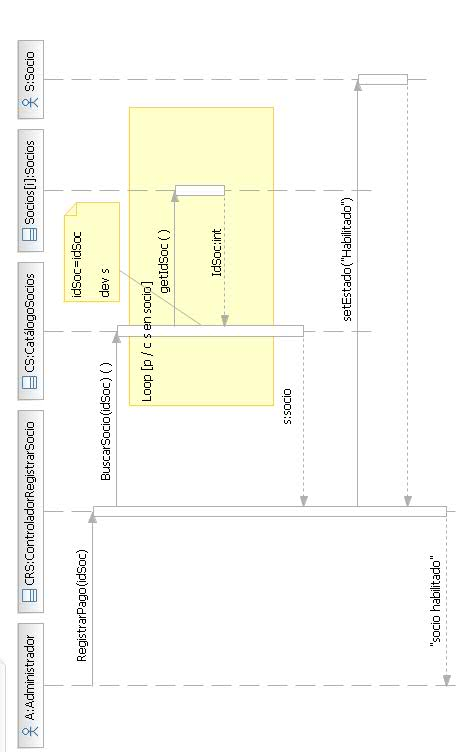 A:Administrador
CRS:ControladorRegistrarSocio
CS:CatálogoSocios
Socios[i]:Socios
S:Socio
RegistrarPago(idSoc)
BuscarSocio(idSoc) ( )
idSoc=idSoc
dev s
Loop [p / c s en socio]
getIdSoc ( )
IdSoc:int
s:socio
setEstado("Habilitado")
"socio habilitado"